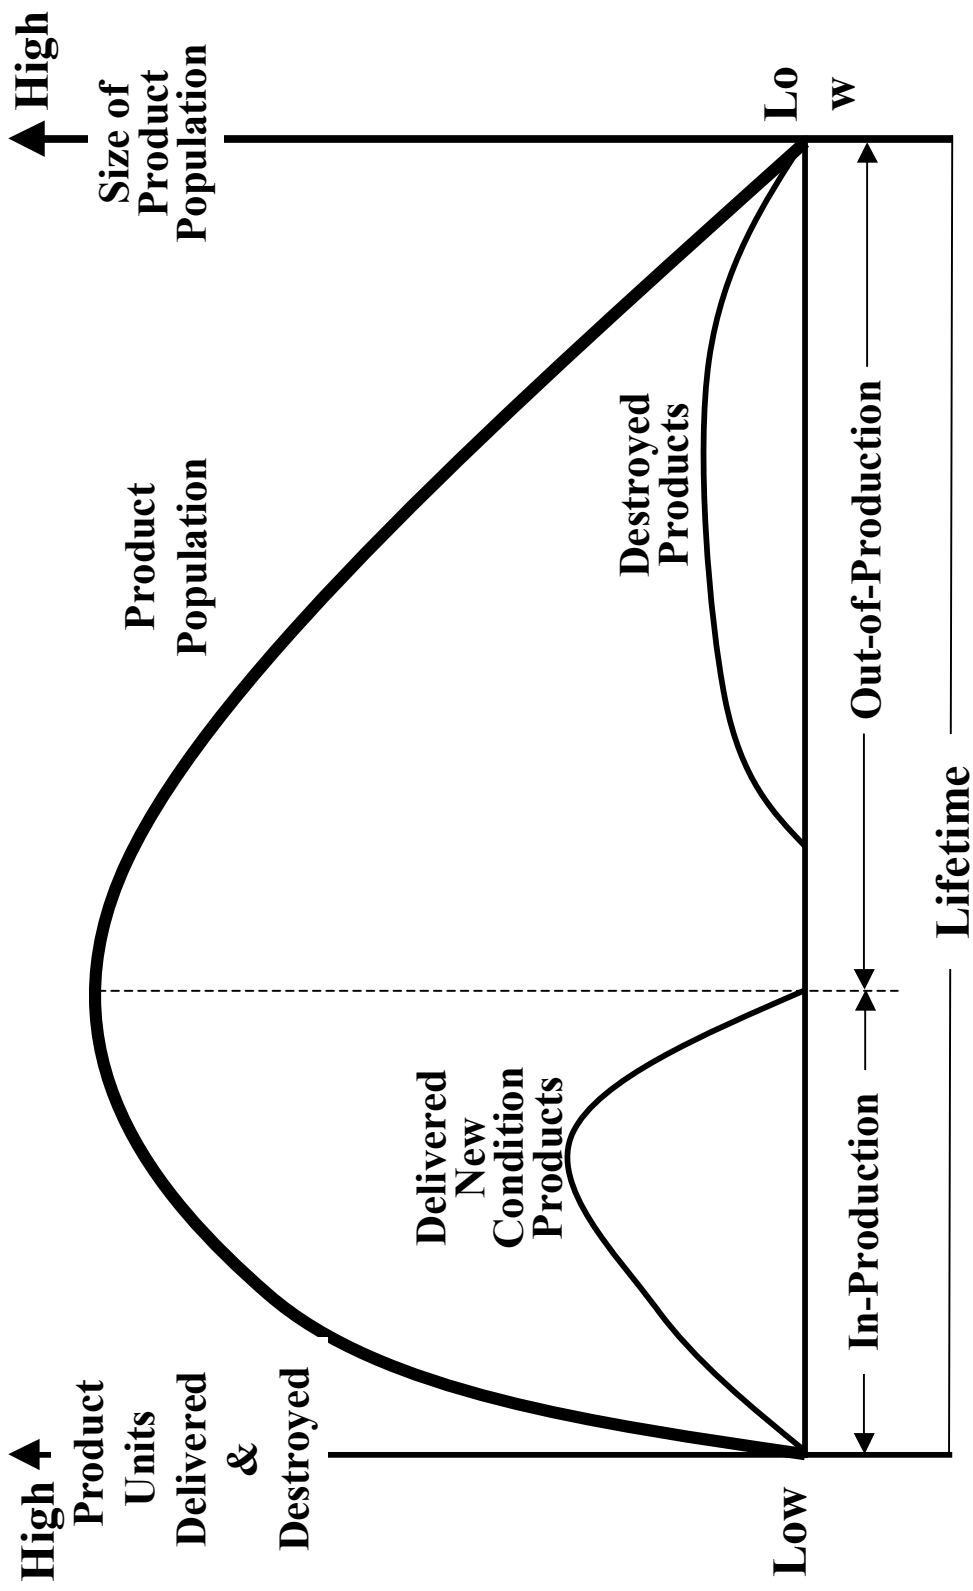 High
Product
Units
Delivered
&
Destroyed
Low
Product
Population
Delivered
New
Condition
Products
Destroyed
Products
High
Size of
Product
Population
Lo
w
In-Production
Out-of-Production
Lifetime